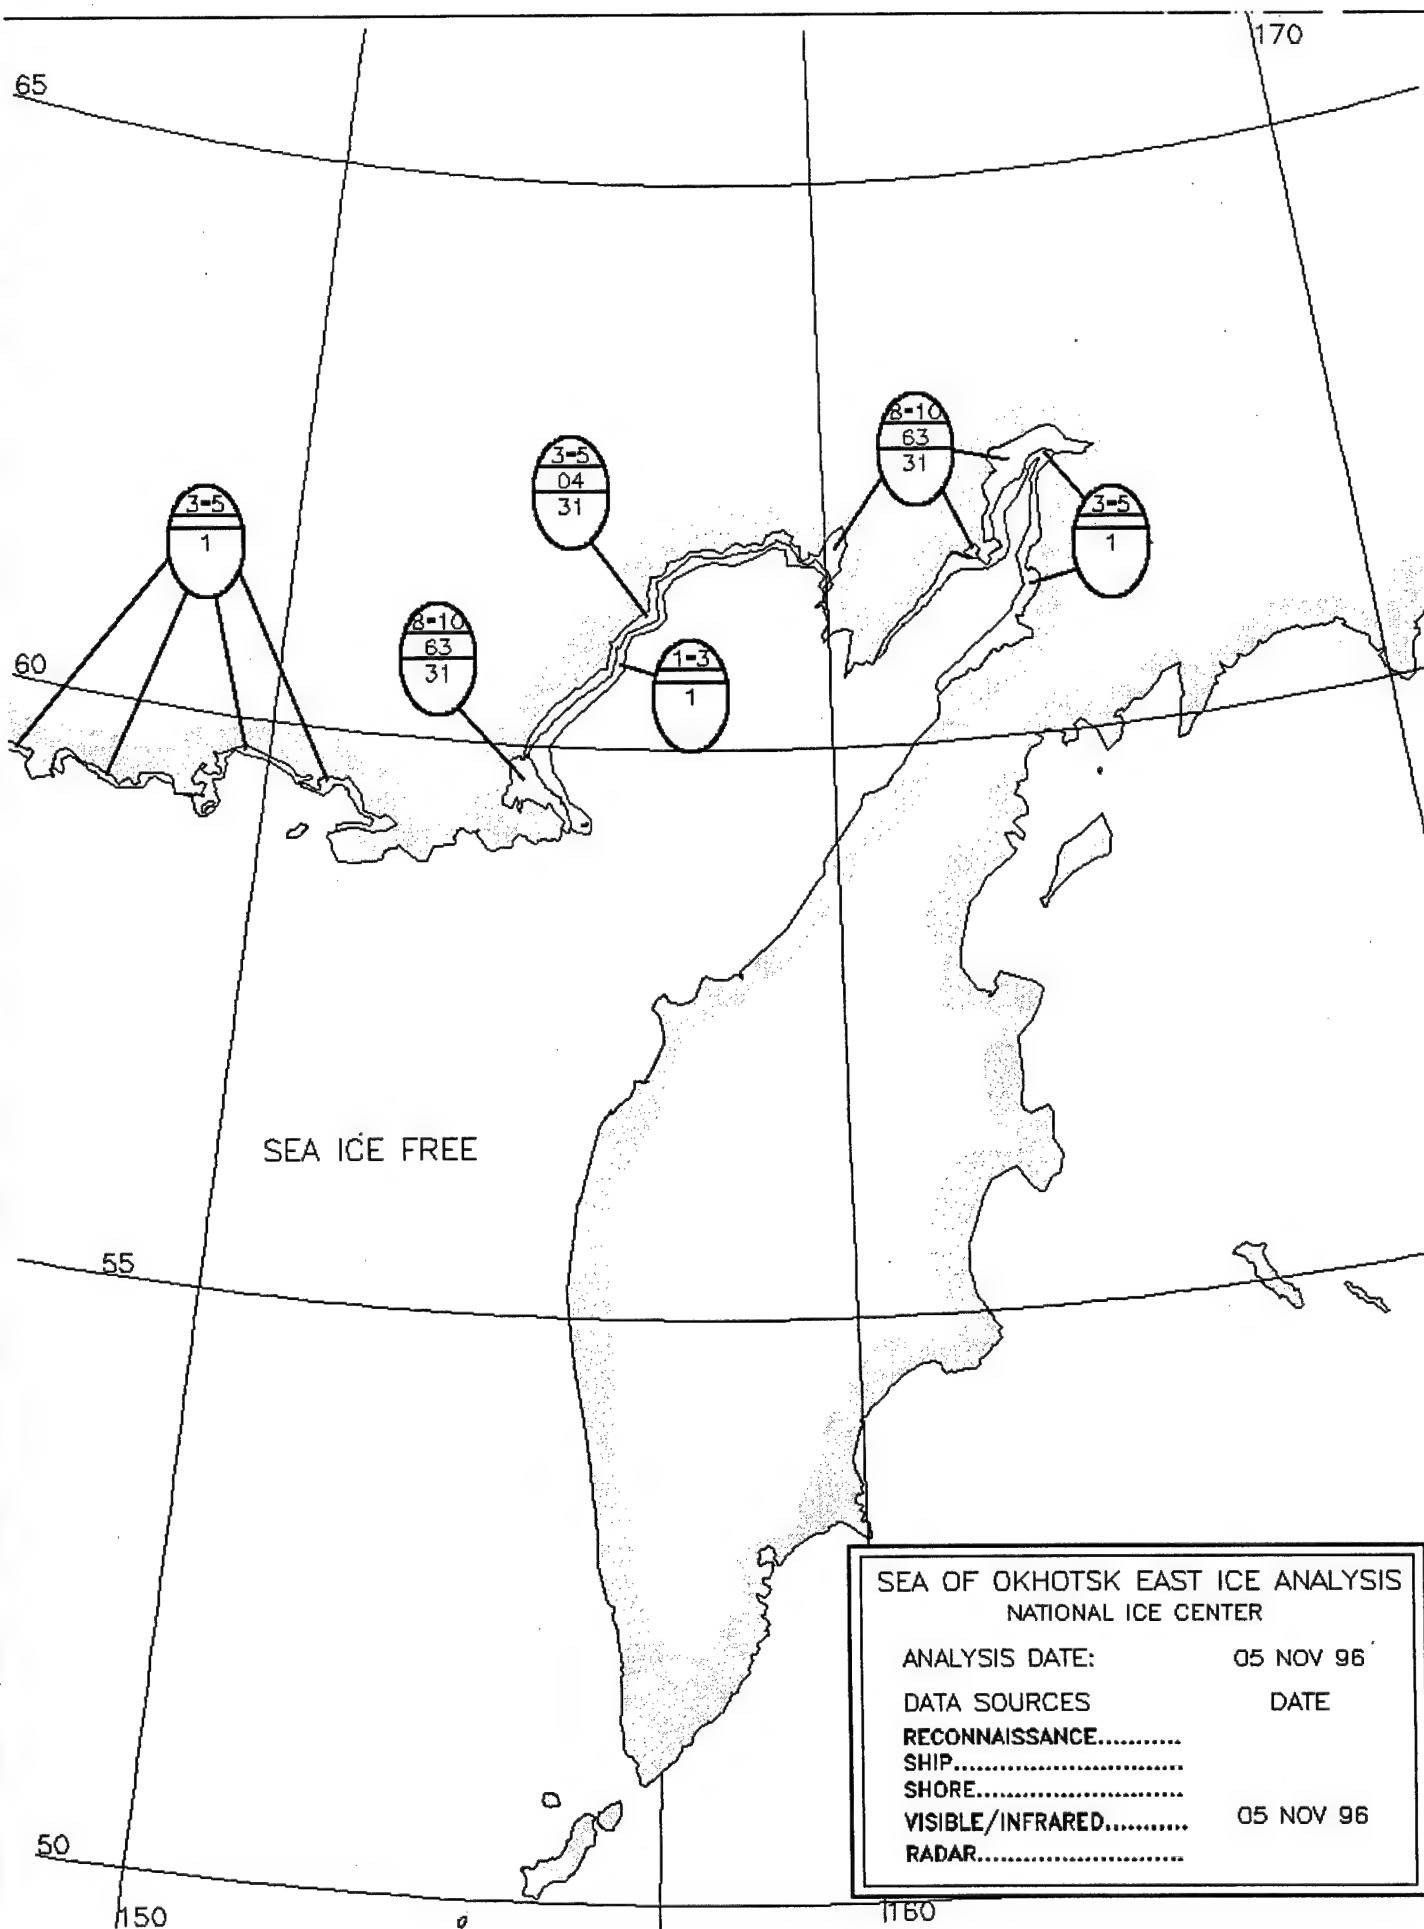 170
65
8-10
63
31
3-5
04
31
3-5
1
3-5
1
8-10
63
31
1-3
1
60
SEA ICE FREE
55
SEA OF OKHOTSK EAST ICE ANALYSIS
NATIONAL ICE CENTER
ANALYSIS DATE: 05 NOV 96
DATA SOURCES DATE
RECONNAISSANCE...........
SHIP..............................
SHORE...........................
VISIBLE/INFRARED........... 05 NOV 96
RADAR...........................
50
150
160